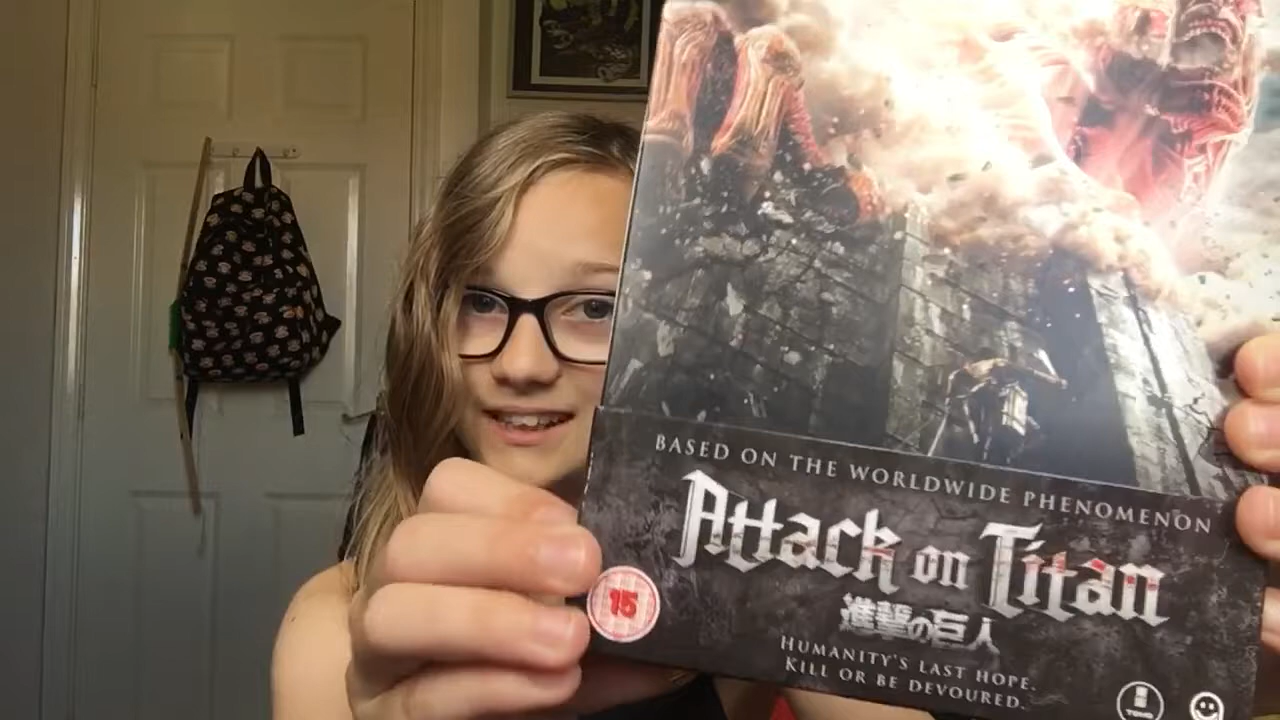 BASED ON THE WORLDWIDE PHENOMENON
Attack on Titan
進撃の巨人
15
HUMANITY'S LAST HOPE.
KILL OR BE DEVOURED.
TOHO